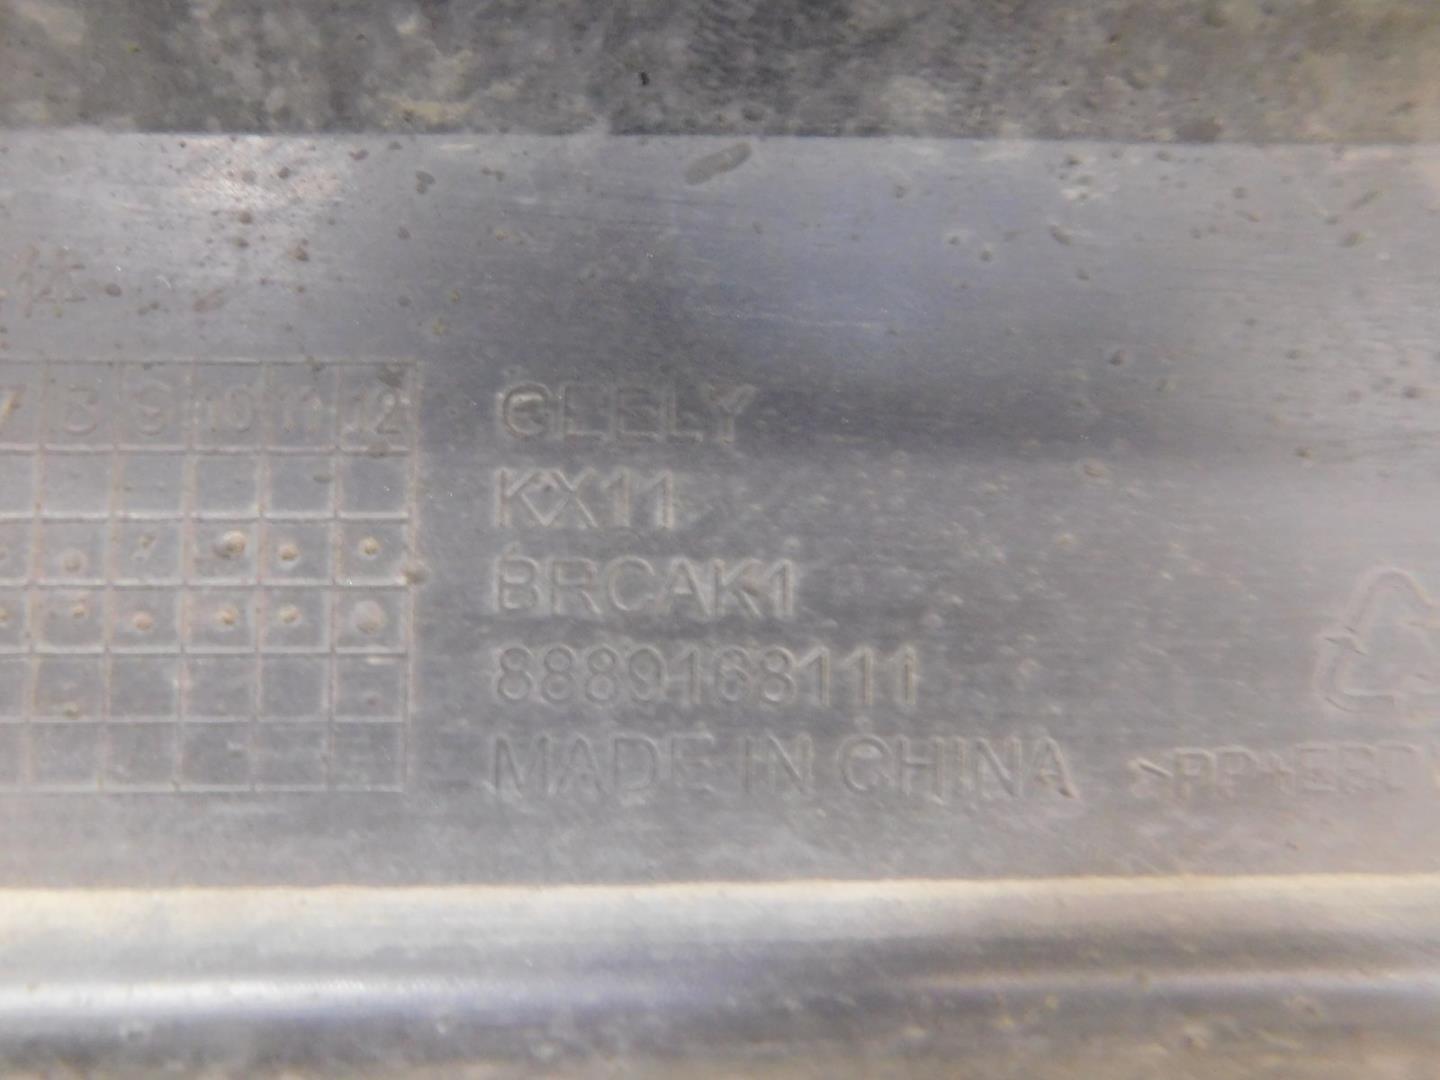 7 8 9 10 11 12
GEELY
KX11
BRCAK1
8889168111
MADE IN CHINA